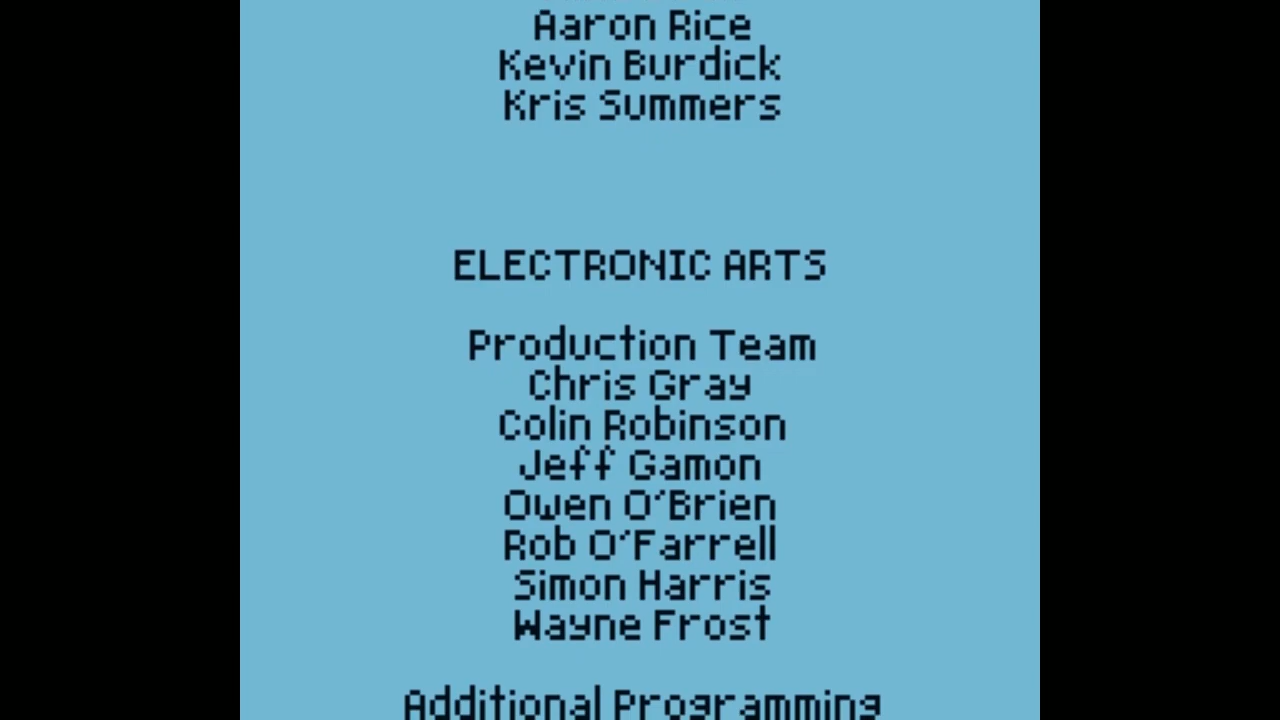 Aaron Rice
Kevin Burdick
Kris Summers
ELECTRONIC ARTS
Production Team
Chris Gray
Colin Robinson
Jeff Gamon
Owen O'Brien
Rob O'Farrell
Simon Harris
Wayne Frost
Additional Programming